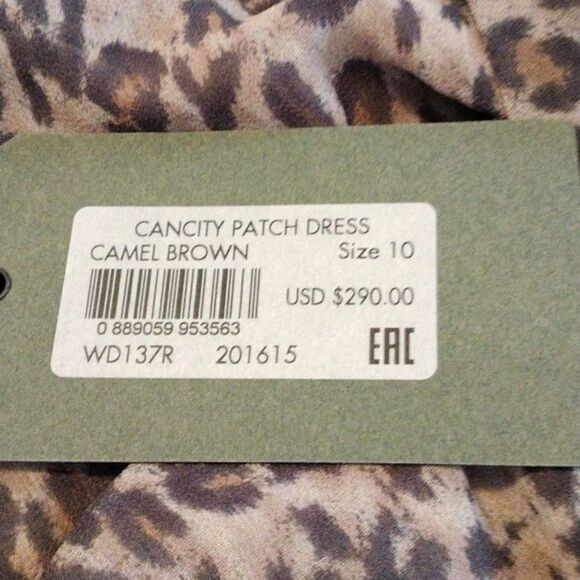 CANCITY PATCH DRESS
CAMEL BROWN Size 10
USD $290.00
0 889059 953563
WD137R 201615 EAC